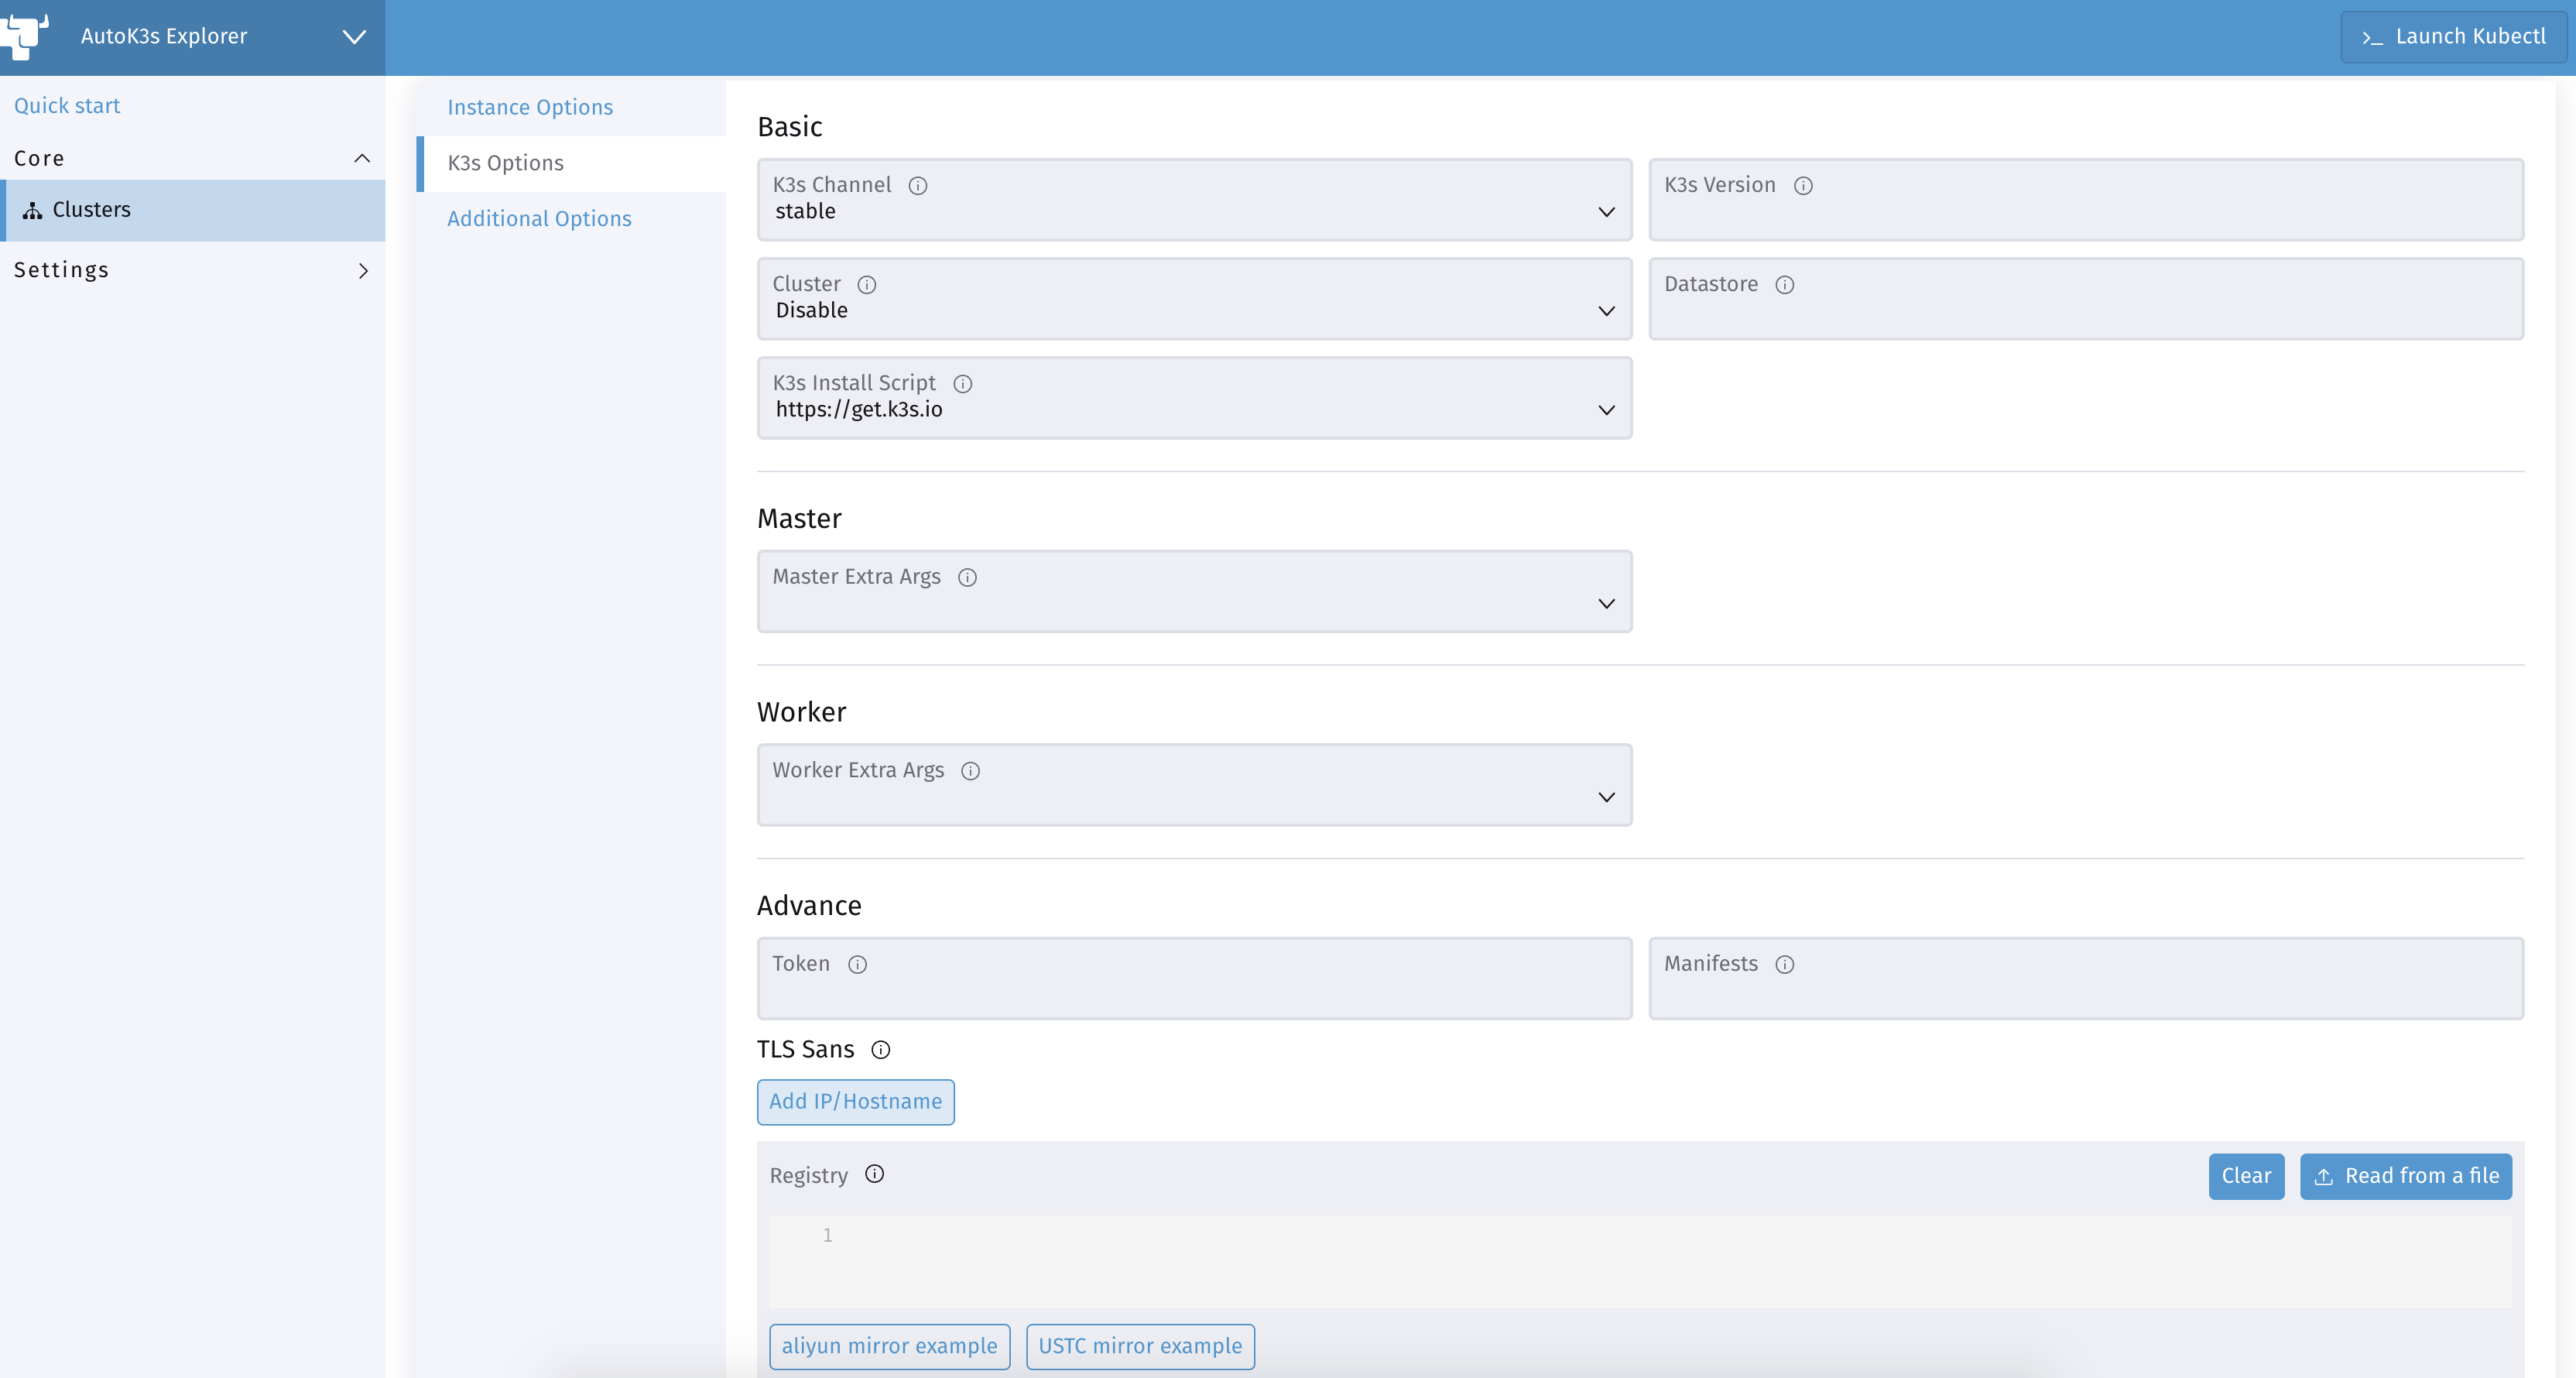 AutoK3s Explorer
Launch Kubectl
Quick start
Core
Clusters
Settings
Instance Options
K3s Options
Additional Options
Basic
K3s Channel
stable
K3s Version
Cluster
Disable
Datastore
K3s Install Script
https://get.k3s.io
Master
Master Extra Args
Worker
Worker Extra Args
Advance
Token
Manifests
TLS Sans
Add IP/Hostname
Registry
Clear
Read from a file
1
aliyun mirror example
USTC mirror example